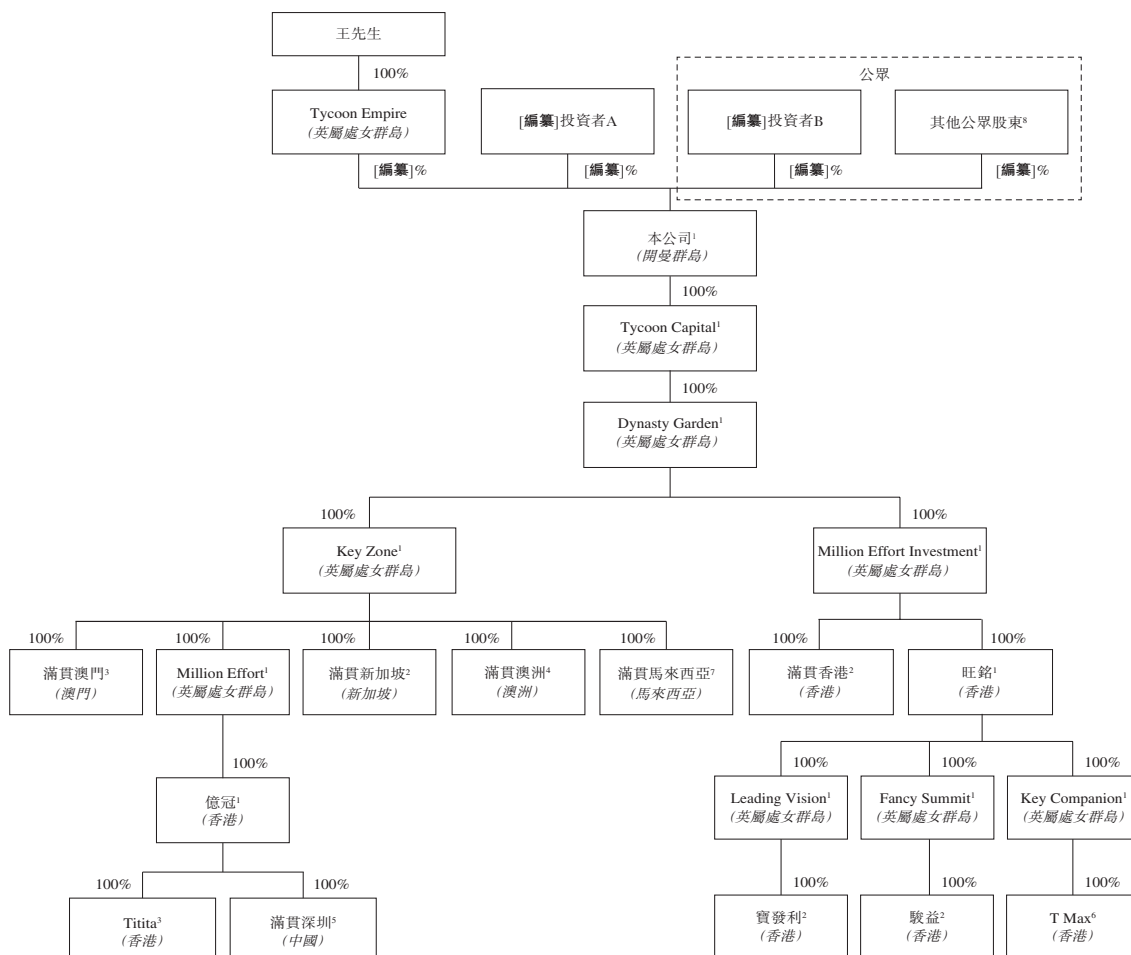 王先生
100%
公眾
Tycoon Empire
(英屬處女群島)
[編纂]投資者A
[編纂]投資者B
其他公眾股東⁸
[編纂]%
[編纂]%
[編纂]%
[編纂]%
本公司¹
(開曼群島)
100%
Tycoon Capital¹
(英屬處女群島)
100%
Dynasty Garden¹
(英屬處女群島)
100%
100%
Key Zone¹
(英屬處女群島)
Million Effort Investment¹
(英屬處女群島)
100%
100%
100%
100%
100%
100%
100%
滿貫澳門³
(澳門)
Million Effort¹
(英屬處女群島)
滿貫新加坡²
(新加坡)
滿貫澳洲⁴
(澳洲)
滿貫馬來西亞⁷
(馬來西亞)
滿貫香港²
(香港)
旺銘¹
(香港)
100%
100%
100%
100%
億冠¹
(香港)
Leading Vision¹
(英屬處女群島)
Fancy Summit¹
(英屬處女群島)
Key Companion¹
(英屬處女群島)
100%
100%
100%
100%
100%
Titita³
(香港)
滿貫深圳⁵
(中國)
寶發利²
(香港)
駿益²
(香港)
T Max⁶
(香港)